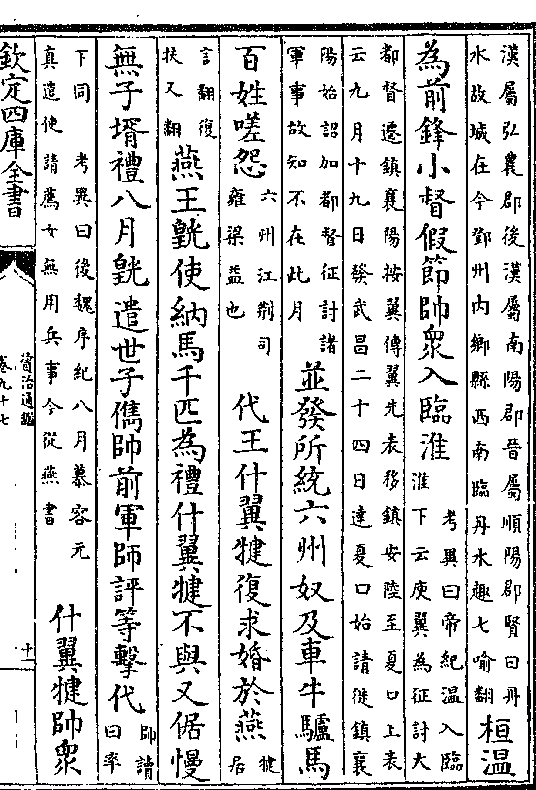 漢屬弘農郡後漢屬南陽郡晉屬順陽郡賢曰丹
水故城在今鄧州内鄉縣西南臨丹水趣七喻翻
桓温
為前鋒小督假節帥衆入臨淮
考異曰帝紀温入臨
淮下云庾翼為征討大
都督遷鎮襄陽按翼傳翼先表移鎮安陸至夏口上表
云九月十九日發武昌二十四日達夏口始請徙鎮襄
陽始詔加都督征討諸
軍事故知不在此月
並發所統六州奴及車牛驢馬
百姓嗟怨
六州江荆司
雍梁益也
代王什翼犍復求婚於燕
犍居
言翻復
扶又翻
燕王皝使納馬千匹為禮什翼犍不與又倨慢
無子壻禮八月皝遣世子儁帥前軍師評等擊代
帥讀
曰率
下同 考異曰後魏序紀八月慕容元
真遣使請薦女無用兵事今從燕書
什翼犍帥衆
欽定四庫全書
資治通鑑
卷九十七
十一